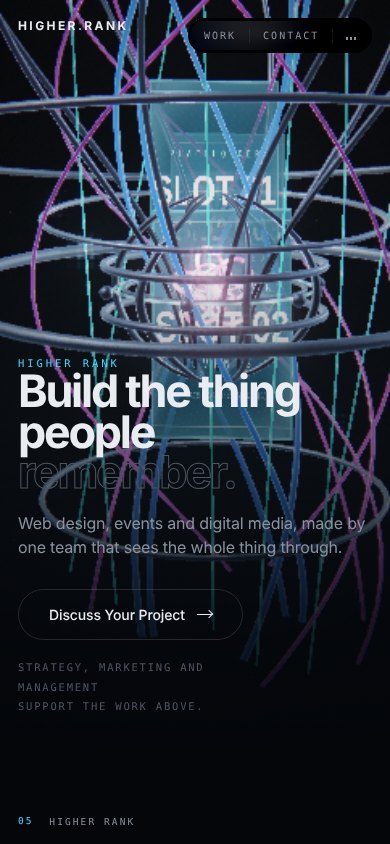 HIGHER.RANK
WORK
CONTACT
...
SLOT 1
SLOT 02
HIGHER RANK
Build the thing
people
remember.
Web design, events and digital media, made by
one team that sees the whole thing through.
Discuss Your Project →
STRATEGY, MARKETING AND
MANAGEMENT
SUPPORT THE WORK ABOVE.
05 HIGHER RANK